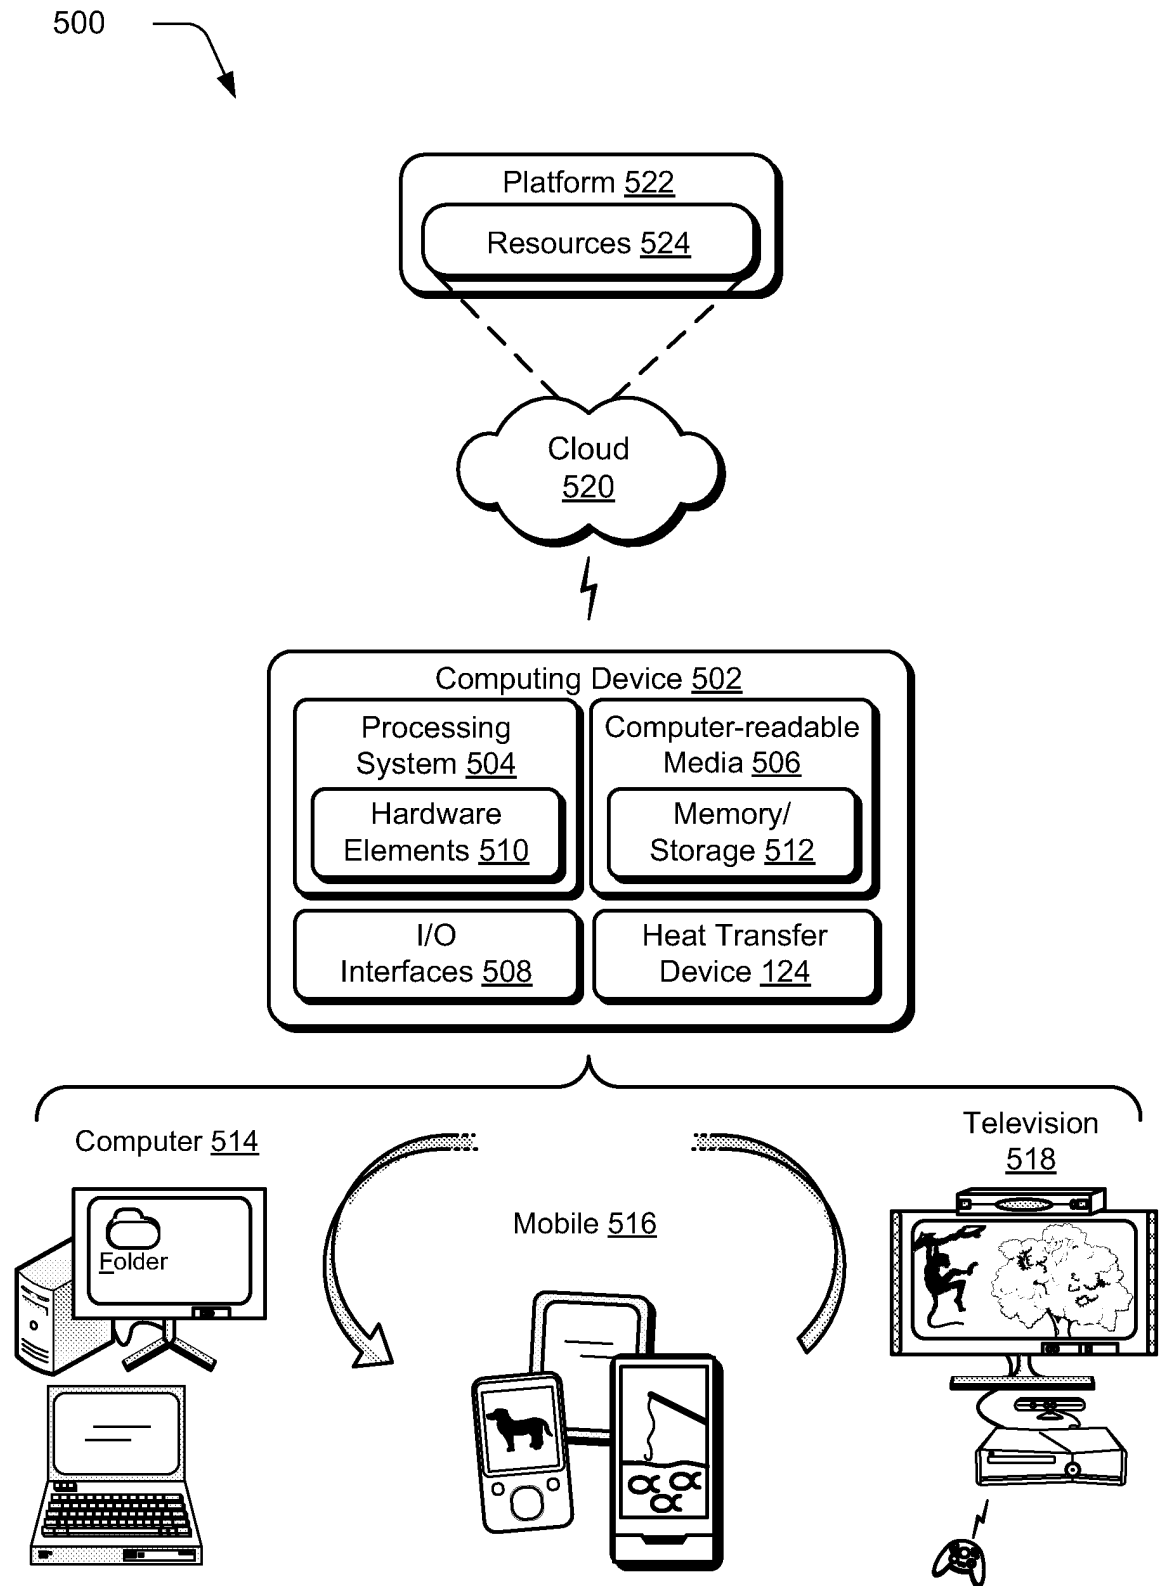 500
Platform 522
Resources 524
Cloud
520
Computing Device 502
Processing
System 504
Hardware
Elements 510
Computer-readable
Media 506
Memory/
Storage 512
I/O
Interfaces 508
Heat Transfer
Device 124
Computer 514
Folder
Mobile 516
Television
518